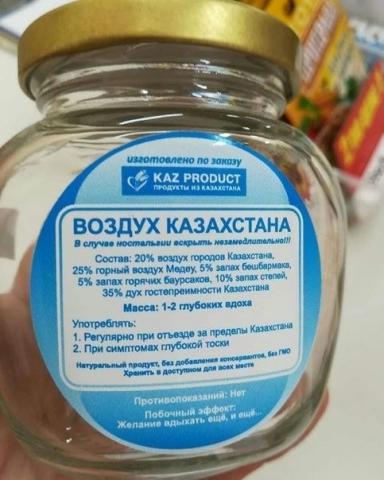 изготовлено по заказу
KAZ PRODUCT
ПРОДУКТЫ ИЗ КАЗАХСТАНА
ВОЗДУХ КАЗАХСТАНА
В случае ностальгии вскрыть незамедлительно!!!
Состав: 20% воздух городов Казахстана,
25% горный воздух Медеу, 5% запах бешбармака,
5% запах горячих баурсаков, 10% запах степей,
35% дух гостепреимности Казахстана
Масса: 1-2 глубоких вдоха
Употреблять:
1. Регулярно при отъезде за пределы Казахстана
2. При симптомах глубокой тоски
Натуральный продукт, без добавления консервантов, без ГМО
Хранить в доступном для всех месте
Противопоказаний: Нет
Побочный эффект:
Желание вдыхать ещё, и ещё...